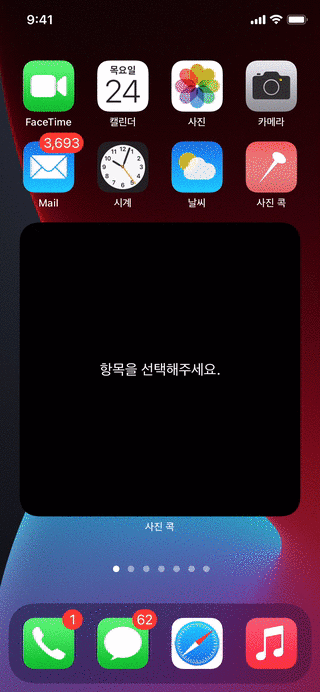 9:41
목요일
24
FaceTime
캘린더
사진
카메라
3,693
Mail
시계
날씨
사진 콕
항목을 선택해주세요.
사진 콕
1
62